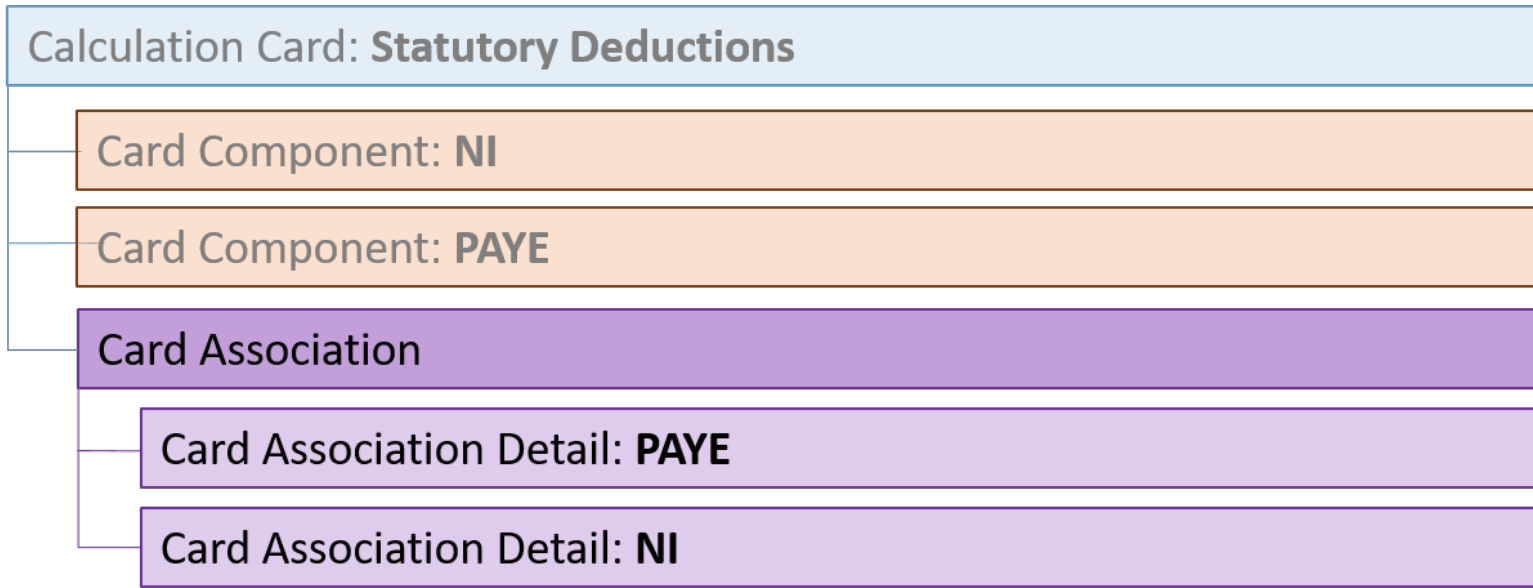 Calculation Card: Statutory Deductions
Card Component: NI
Card Component: PAYE
Card Association
Card Association Detail: PAYE
Card Association Detail: NI